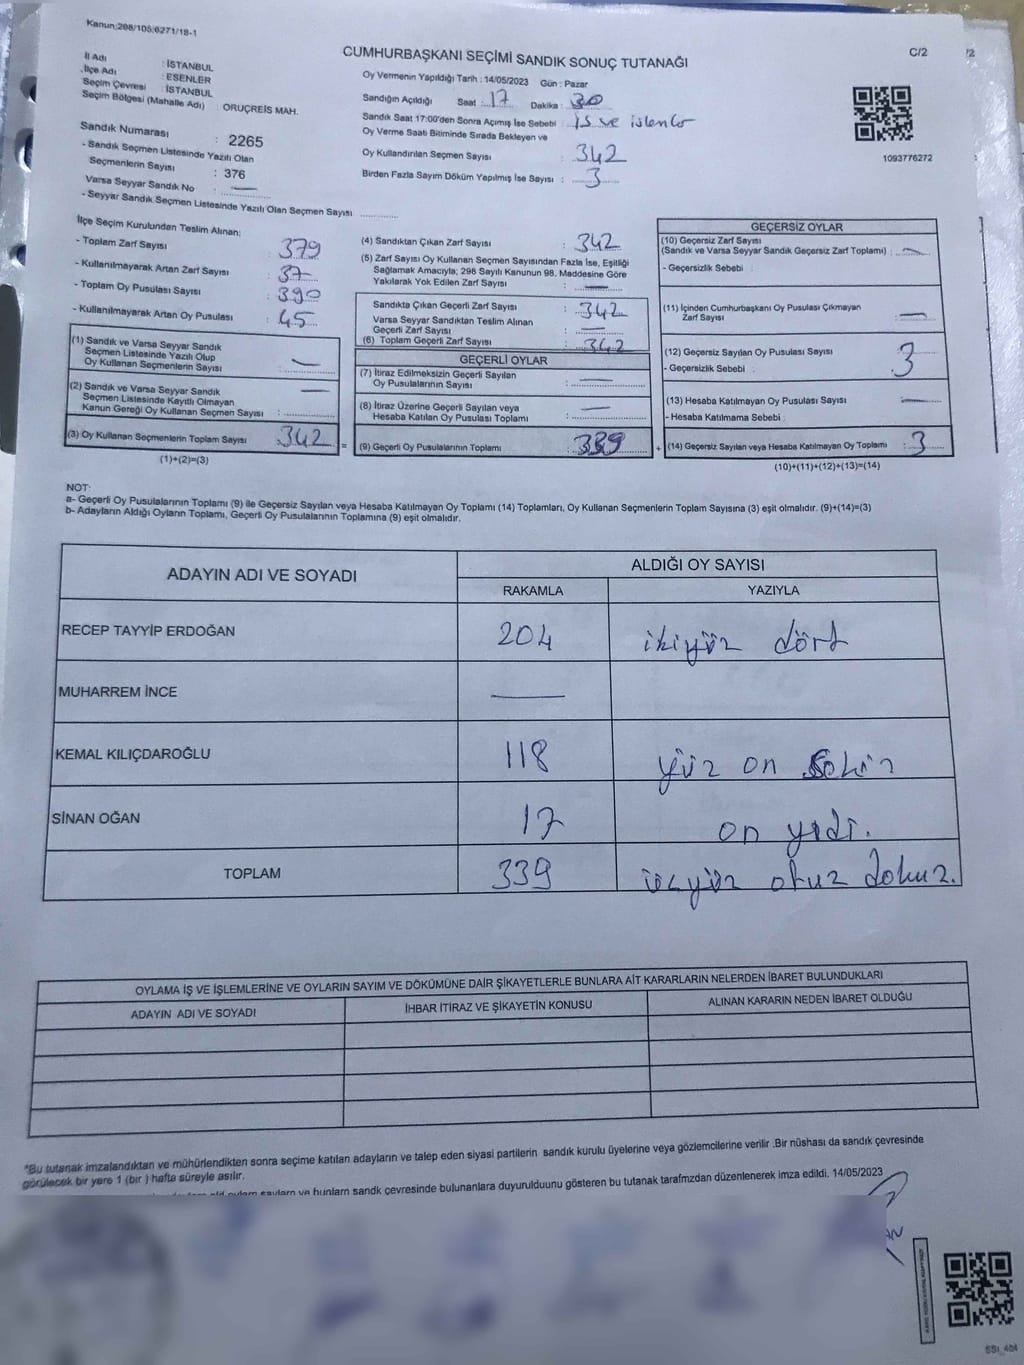 Kanun:298/105;6271/18-1
C/2
/2
CUMHURBAŞKANI SEÇİMİ SANDIK SONUÇ TUTANAĞI
İl Adı : İSTANBUL
İlçe Adı : ESENLER
Seçim Çevresi : İSTANBUL
Seçim Bölgesi (Mahalle Adı) : ORUÇREİS MAH.
Sandık Numarası : 2265
- Sandık Seçmen Listesinde Yazılı Olan
Seçmenlerin Sayısı : 376
Varsa Seyyar Sandık No : —
- Seyyar Sandık Seçmen Listesinde Yazılı Olan Seçmen Sayısı
Oy Vermenin Yapıldığı Tarih : 14/05/2023 Gün : Pazar
Sandığın Açıldığı Saat : 17 Dakika : 30
Sandık Saat 17:00'den Sonra Açımış İse Sebebi : iş ve işlenler
Oy Verme Saati Bitiminde Sırada Bekleyen ve
Oy Kullandırılan Seçmen Sayısı : 342
Birden Fazla Sayım Döküm Yapılmış İse Sayısı : 3
1093776272
İlçe Seçim Kurulundan Teslim Alınan;
- Toplam Zarf Sayısı : 379
- Kullanılmayarak Artan Zarf Sayısı : 37
- Toplam Oy Pusulası Sayısı : 390
- Kullanılmayarak Artan Oy Pusulası : 45
(1) Sandık ve Varsa Seyyar Sandık
Seçmen Listesinde Yazılı Olup
Oy Kullanan Seçmenlerin Sayısı : —
(2) Sandık ve Varsa Seyyar Sandık
Seçmen Listesinde Kayıtlı Olmayan
Kanun Gereği Oy Kullanan Seçmen Sayısı : —
(3) Oy Kullanan Seçmenlerin Toplam Sayısı : 342 =
(1)+(2)=(3)
(4) Sandıktan Çıkan Zarf Sayısı : 342
(5) Zarf Sayısı Oy Kullanan Seçmen Sayısından Fazla İse, Eşitliği
Sağlamak Amacıyla; 298 Sayılı Kanunun 98. Maddesine Göre
Yakılarak Yok Edilen Zarf Sayısı : —
Sandıkta Çıkan Geçerli Zarf Sayısı : 342
Varsa Seyyar Sandıktan Teslim Alınan
Geçerli Zarf Sayısı : —
(6) Toplam Geçerli Zarf Sayısı : 342
GEÇERLİ OYLAR
(7) İtiraz Edilmeksizin Geçerli Sayılan
Oy Pusulalarının Sayısı : —
(8) İtiraz Üzerine Geçerli Sayılan veya
Hesaba Katılan Oy Pusulası Toplamı : —
(9) Geçerli Oy Pusulalarının Toplamı : 339 +
GEÇERSİZ OYLAR
(10) Geçersiz Zarf Sayısı
(Sandık ve Varsa Seyyar Sandık Geçersiz Zarf Toplamı) : —
- Geçersizlik Sebebi :
(11) İçinden Cumhurbaşkanı Oy Pusulası Çıkmayan
Zarf Sayısı : —
(12) Geçersiz Sayılan Oy Pusulası Sayısı : 3
- Geçersizlik Sebebi :
(13) Hesaba Katılmayan Oy Pusulası Sayısı : —
- Hesaba Katılmama Sebebi :
(14) Geçersiz Sayılan veya Hesaba Katılmayan Oy Toplamı : 3
(10)+(11)+(12)+(13)=(14)
NOT:
a- Geçerli Oy Pusulalarının Toplamı (9) ile Geçersiz Sayılan veya Hesaba Katılmayan Oy Toplamı (14) Toplamları, Oy Kullanan Seçmenlerin Toplam Sayısına (3) eşit olmalıdır. (9)+(14)=(3)
b- Adayların Aldığı Oyların Toplamı, Geçerli Oy Pusulalarının Toplamına (9) eşit olmalıdır.
ADAYIN ADI VE SOYADI
ALDIĞI OY SAYISI
RAKAMLA YAZIYLA
RECEP TAYYİP ERDOĞAN 204 ikiyüz dört
MUHARREM İNCE —
KEMAL KILIÇDAROĞLU 118 yüz on sekiz
SİNAN OĞAN 17 on yedi.
TOPLAM 339 üçyüz otuz dokuz.
OYLAMA İŞ VE İŞLEMLERİNE VE OYLARIN SAYIM VE DÖKÜMÜNE DAİR ŞİKAYETLERLE BUNLARA AİT KARARLARIN NELERDEN İBARET BULUNDUKLARI
ADAYIN ADI VE SOYADI İHBAR İTİRAZ VE ŞİKAYETİN KONUSU ALINAN KARARIN NEDEN İBARET OLDUĞU
*Bu tutanak imzalandıktan ve mühürlendikten sonra seçime katılan adayların ve talep eden siyasi partilerin sandık kurulu üyelerine veya gözlemcilerine verilir .Bir nüshası da sandık çevresinde
görülecek bir yere 1 (bir ) hafta süreyle asılır.
sayıları ve bunların sandık çevresinde bulunanlara duyurulduunu gösteren bu tutanak tarafımzdan düzenlenerek imza edildi. 14/05/2023